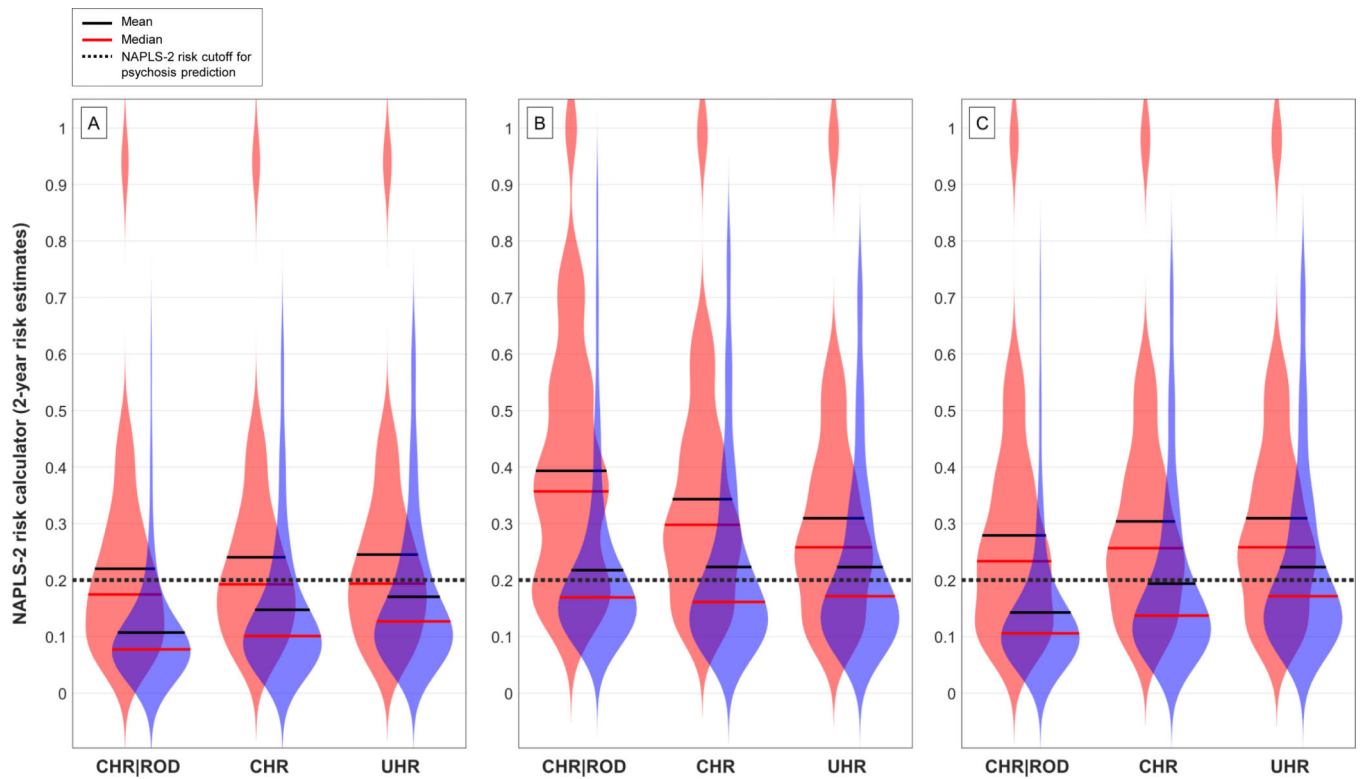 Mean
Median
NAPLS-2 risk cutoff for
psychosis prediction
NAPLS-2 risk calculator (2-year risk estimates)
A
1
0.9
0.8
0.7
0.6
0.5
0.4
0.3
0.2
0.1
0
CHR|ROD
CHR
UHR
B
1
0.9
0.8
0.7
0.6
0.5
0.4
0.3
0.2
0.1
0
CHR|ROD
CHR
UHR
C
1
0.9
0.8
0.7
0.6
0.5
0.4
0.3
0.2
0.1
0
CHR|ROD
CHR
UHR